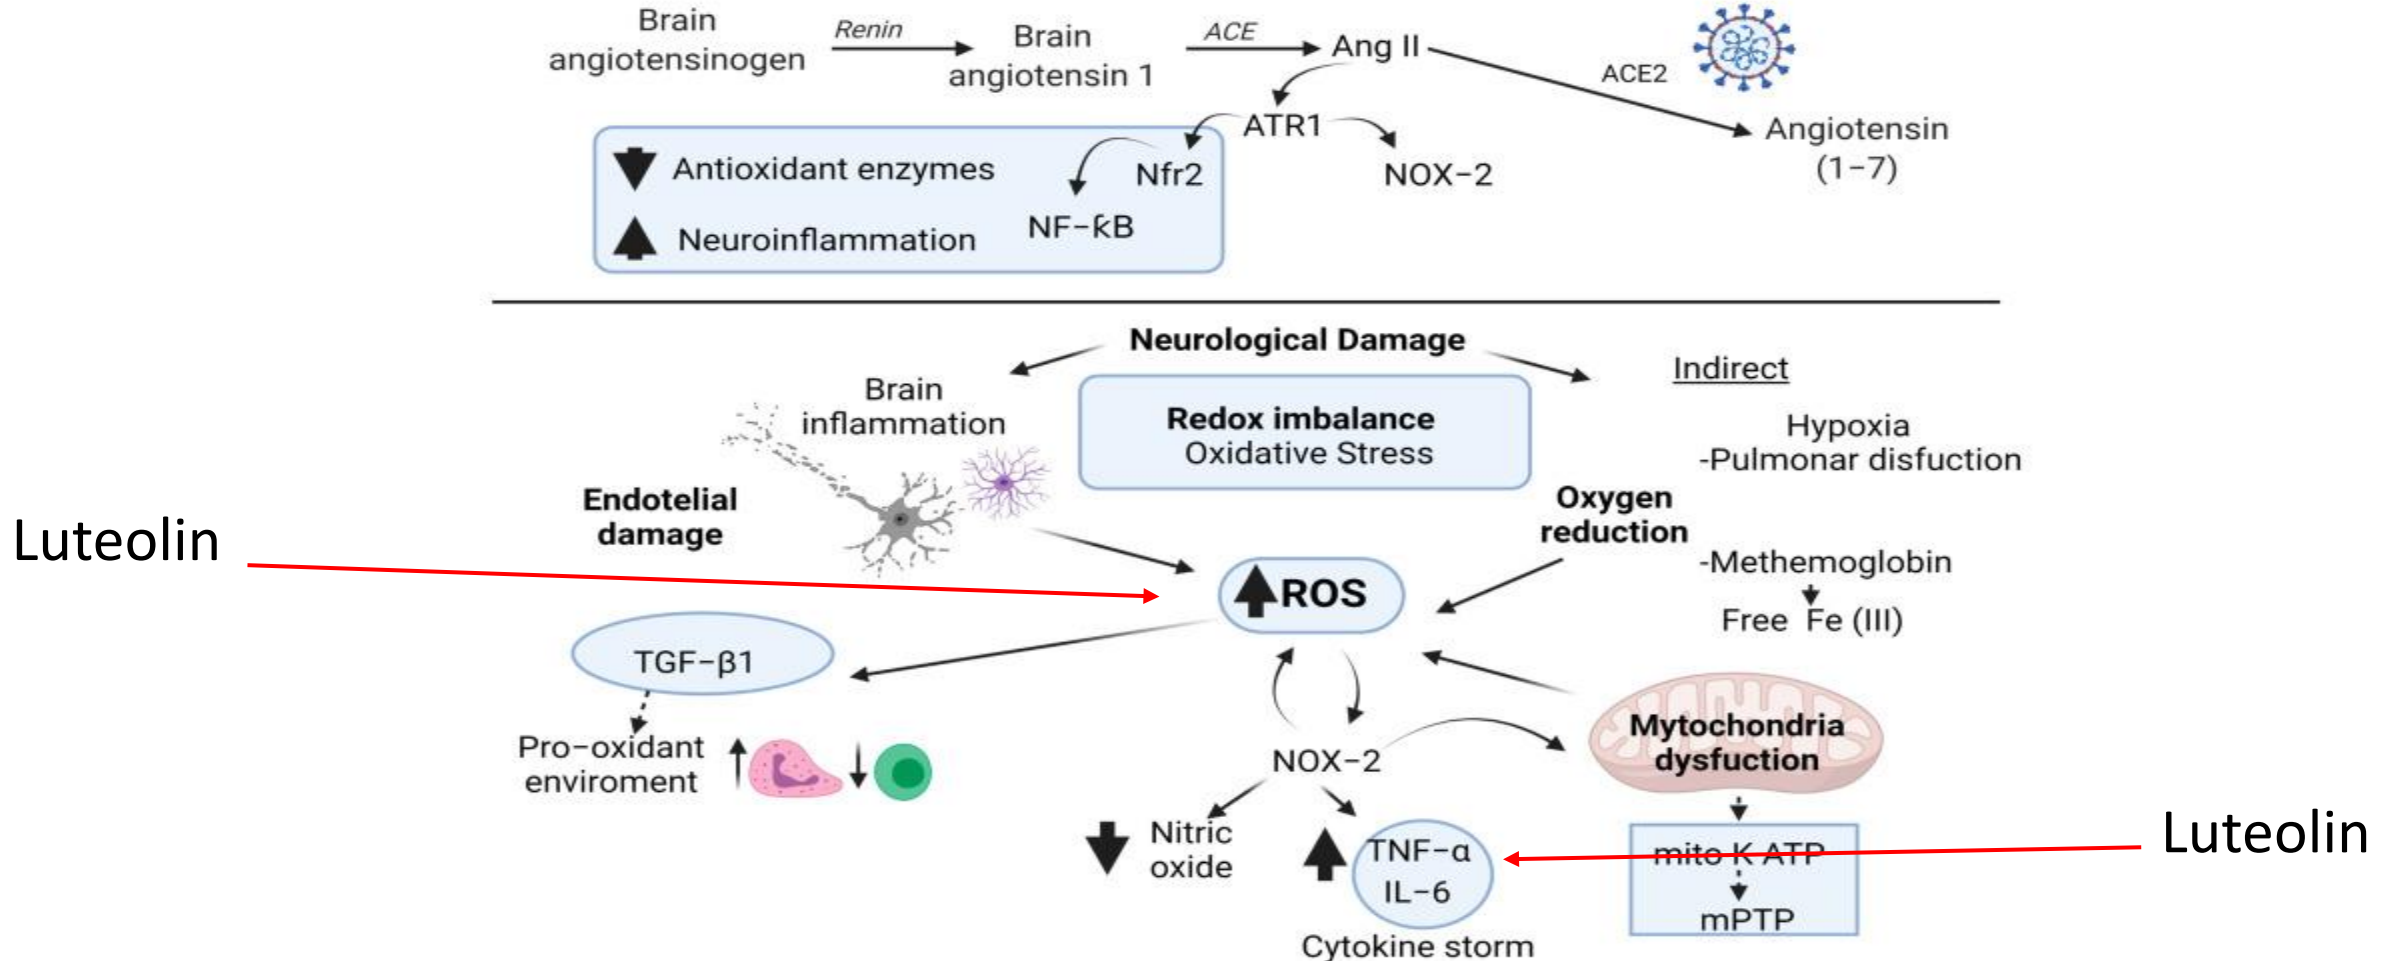 Brain
angiotensinogen
Renin
Brain
angiotensin 1
ACE
Ang II
ACE2
Angiotensin
(1-7)
ATR1
Nfr2
NOX-2
NF-ƙB
Antioxidant enzymes
Neuroinflammation
Neurological Damage
Brain
inflammation
Redox imbalance
Oxidative Stress
Indirect
Hypoxia
-Pulmonar disfuction
Endotelial
damage
Oxygen
reduction
Luteolin
-Methemoglobin
Free Fe (III)
ROS
TGF-β1
Pro-oxidant
enviroment
NOX-2
Mytochondria
dysfuction
Nitric
oxide
TNF-α
IL-6
Cytokine storm
mito K ATP
mPTP
Luteolin